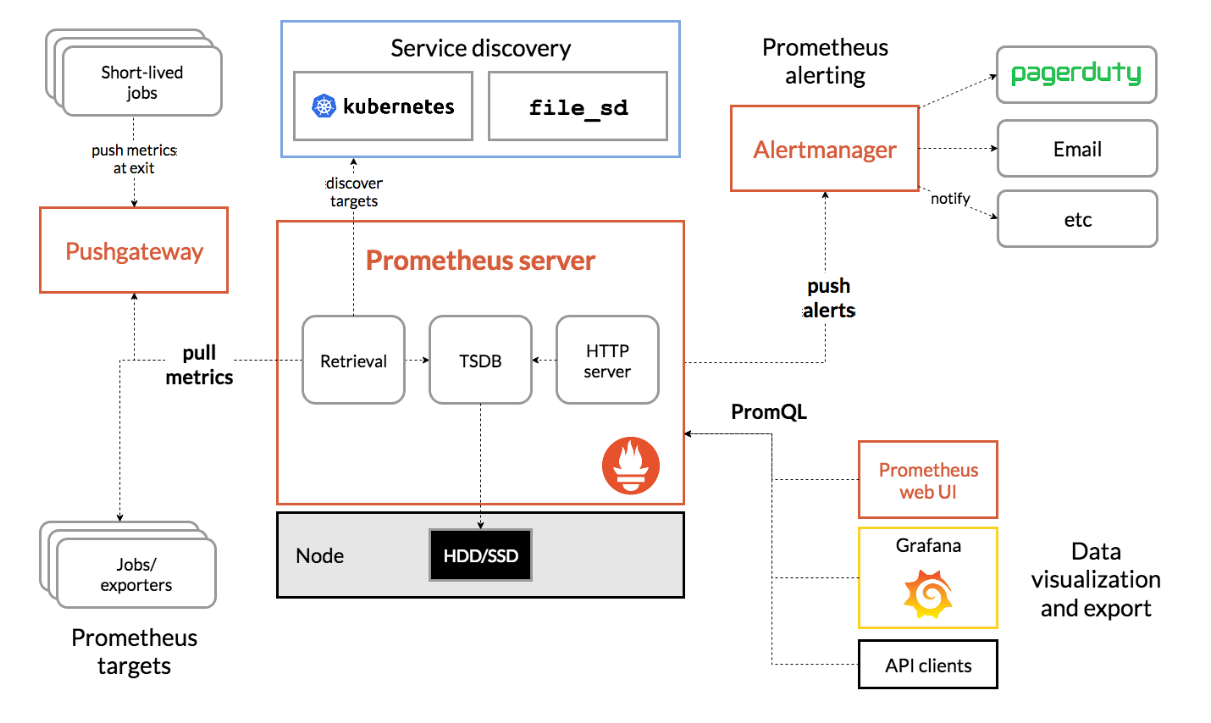 Short-lived
jobs
push metrics
at exit
Pushgateway
pull
metrics
Jobs/
exporters
Prometheus
targets
Service discovery
kubernetes
file_sd
discover
targets
Prometheus server
Retrieval
TSDB
HTTP
server
Node
HDD/SSD
Prometheus
alerting
Alertmanager
pagerduty
Email
notify
etc
push
alerts
PromQL
Prometheus
web UI
Grafana
API clients
Data
visualization
and export